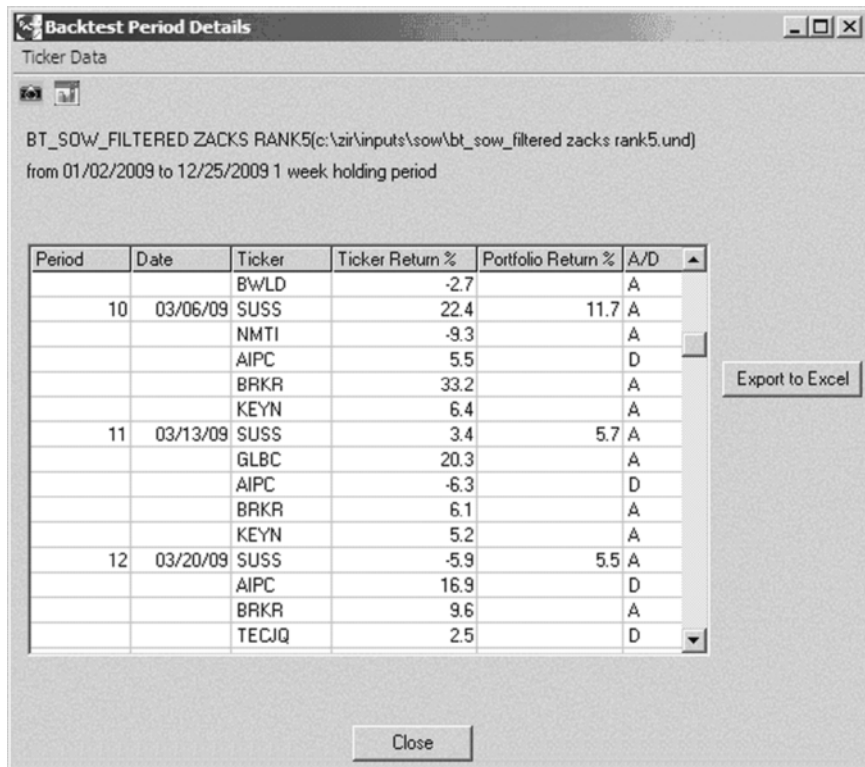 Backtest Period Details
Ticker Data
BT_SOW_FILTERED ZACKS RANK5(c:\zir\inputs\sow\bt_sow_filtered zacks rank5.und)
from 01/02/2009 to 12/25/2009 1 week holding period
Period Date Ticker Ticker Return % Portfolio Return % A/D
BWLD -2.7 A
10 03/06/09 SUSS 22.4 11.7 A
NMTI -9.3 A
AIPC 5.5 D
BRKR 33.2 A
KEYN 6.4 A
11 03/13/09 SUSS 3.4 5.7 A
GLBC 20.3 A
AIPC -6.3 D
BRKR 6.1 A
KEYN 5.2 A
12 03/20/09 SUSS -5.9 5.5 A
AIPC 16.9 D
BRKR 9.6 A
TECJQ 2.5 D
Export to Excel
Close